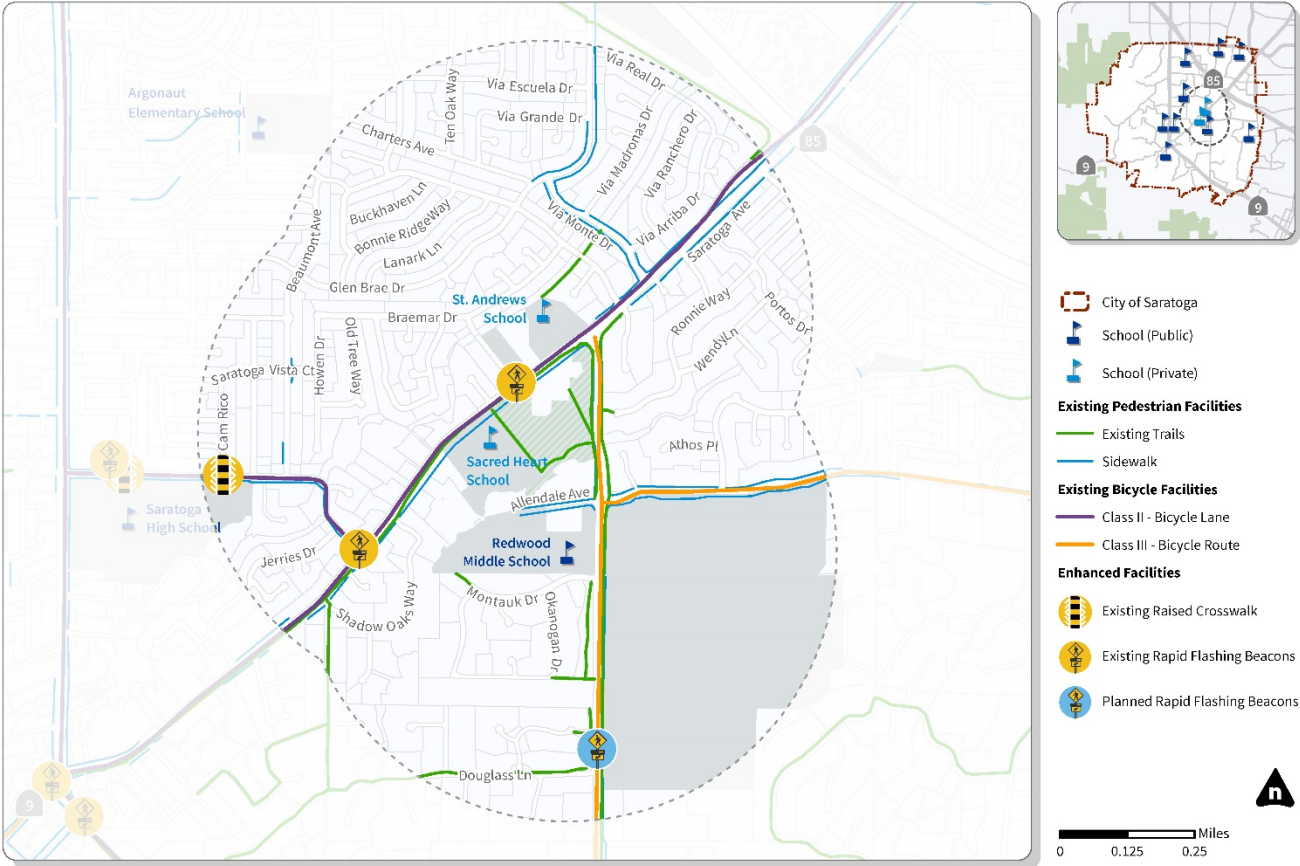 Argonaut
Elementary School
Ten Oak Way
Via Escuela Dr
Via Grande Dr
Via Real Dr
Charters Ave
Via Madronas Dr
Via Ranchero Dr
85
Buckhaven Ln
Bonnie RidgeWay
Lanark Ln
Beaumont Ave
Via Monte Dr
Via Arriba Dr
Saratoga Ave
Glen Brae Dr
Braemar Dr
St. Andrews
School
Ronnie Way
Portos Dr
WendyLn
Saratoga Vista Ct
Howen Dr
Old Tree Way
Cam Rico
Sacred Heart
School
Athos Pl
Allendale Ave
Saratoga
High School
Redwood
Middle School
Jerries Dr
Shadow Oaks Way
Montauk Dr
Okanogan Dr
Douglass Ln
9
85
9
9
City of Saratoga
School (Public)
School (Private)
Existing Pedestrian Facilities
Existing Trails
Sidewalk
Existing Bicycle Facilities
Class II - Bicycle Lane
Class III - Bicycle Route
Enhanced Facilities
Existing Raised Crosswalk
Existing Rapid Flashing Beacons
Planned Rapid Flashing Beacons
n
Miles
0 0.125 0.25